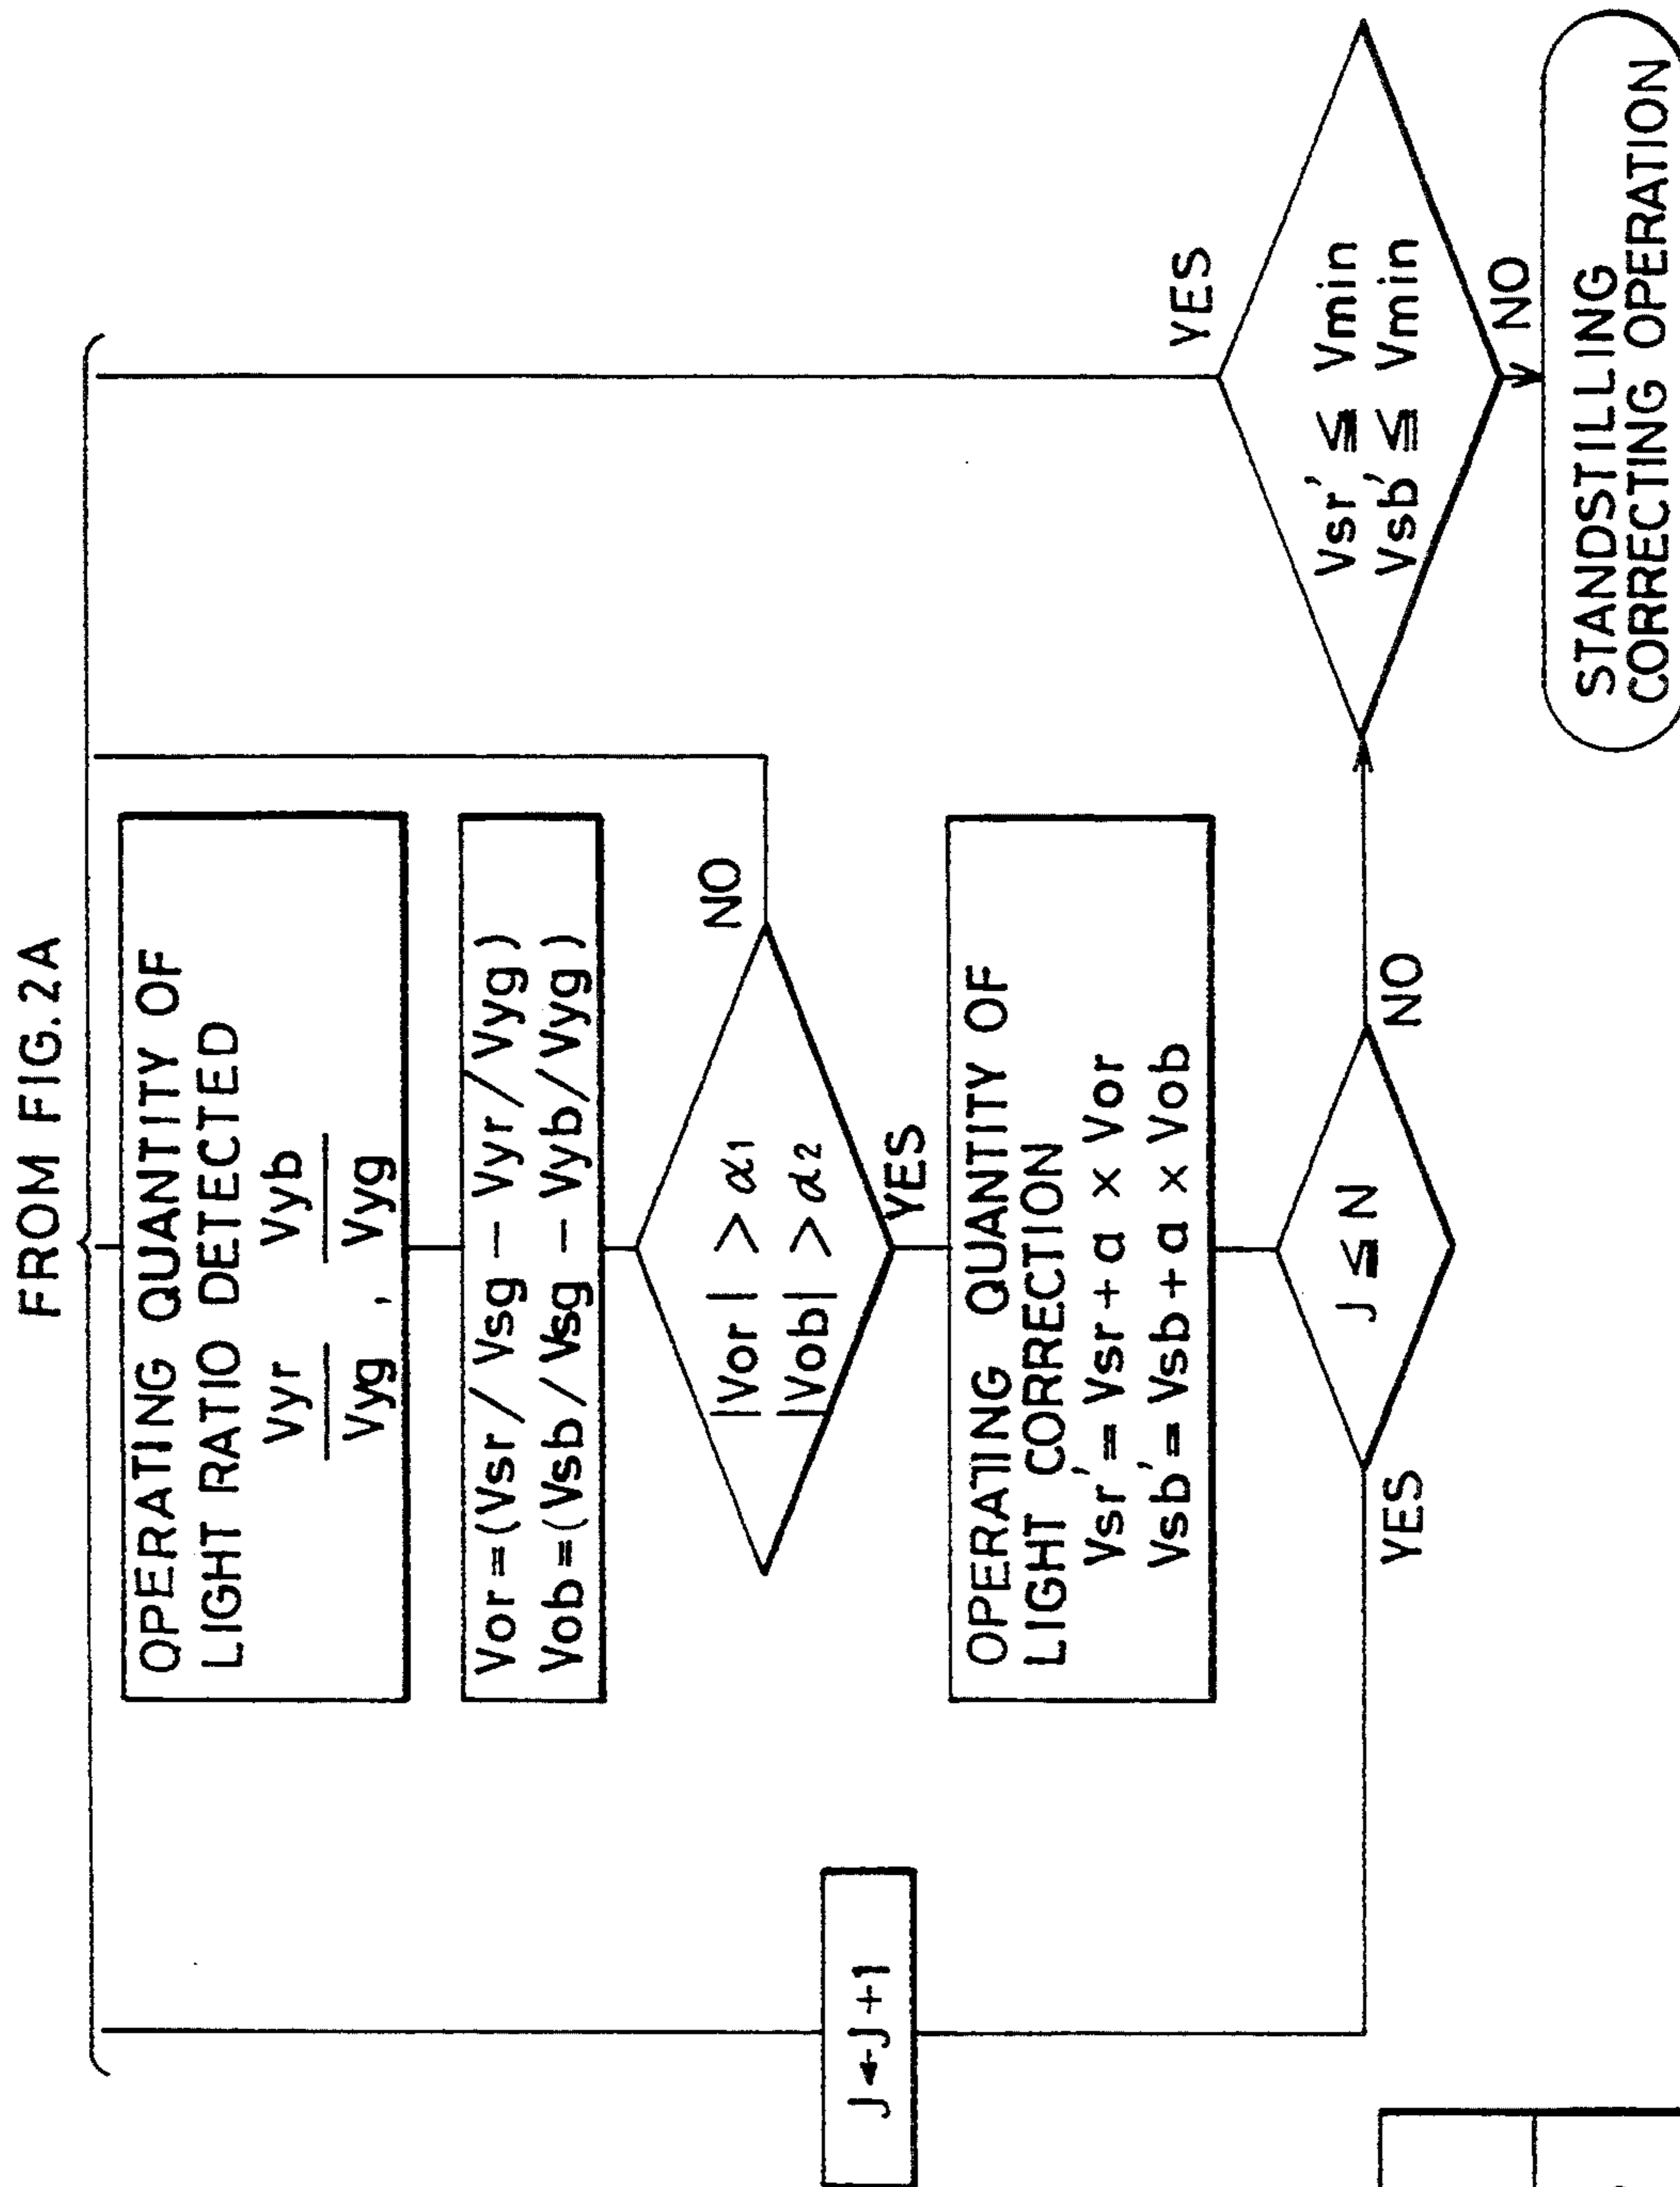 FROM FIG. 2A
OPERATING QUANTITY OF
LIGHT RATIO DETECTED
Vyr/Vyg , Vyb/Vyg
Vor=(Vsr/Vsg - Vyr/Vyg)
Vob=(Vsb/Vsg - Vyb/Vyg)
|Vor| > α1
|Vob| > α2
NO
YES
OPERATING QUANTITY OF
LIGHT CORRECTION
Vsr' = Vsr + a × Vor
Vsb' = Vsb + a × Vob
J←J+1
J ≦ N
YES
NO
YES
Vsr' ≦ Vmin
Vsb' ≦ Vmin
NO
STANDSTILLING
CORRECTING OPERATION